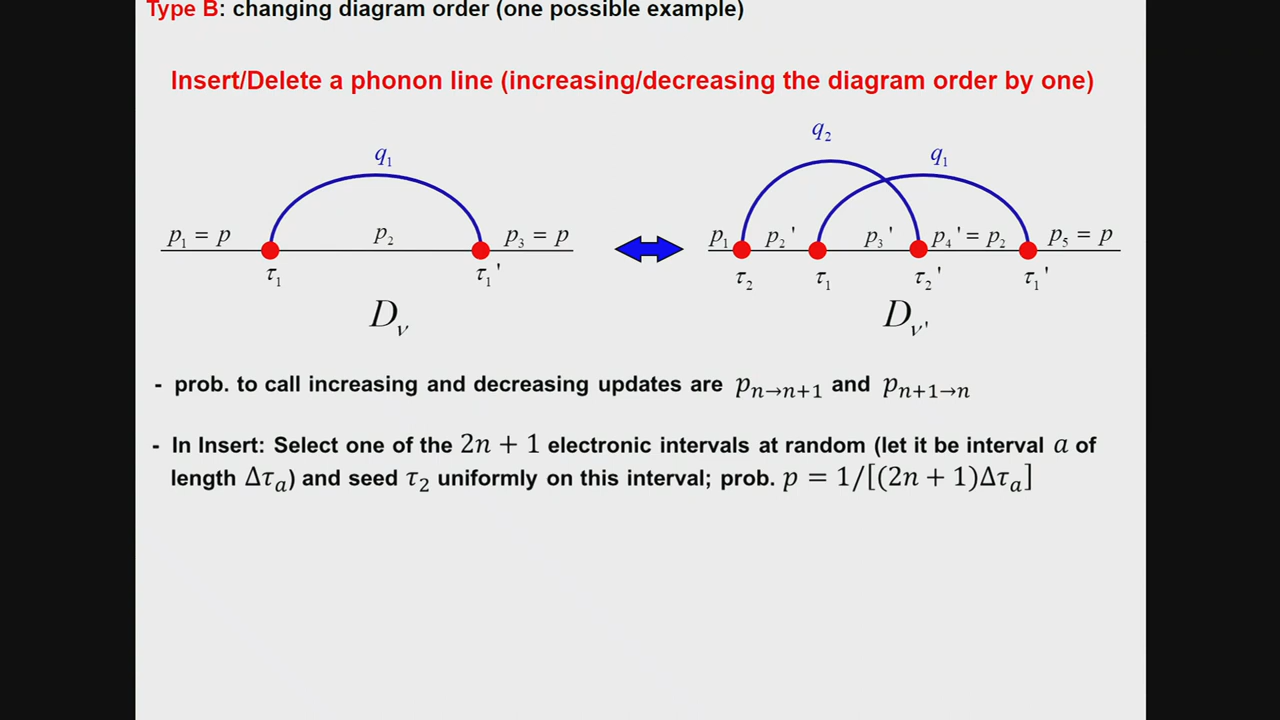 Type B: changing diagram order (one possible example)
Insert/Delete a phonon line (increasing/decreasing the diagram order by one)
q₂
q₁ q₁
p₁ = p p₂ p₃ = p p₁ p₂' p₃' p₄' = p₂ p₅ = p
τ₁ τ₁' τ₂ τ₁ τ₂' τ₁'
D_ν D_ν'
- prob. to call increasing and decreasing updates are p_{n→n+1} and p_{n+1→n}
- In Insert: Select one of the 2n + 1 electronic intervals at random (let it be interval a of
length Δτ_a) and seed τ₂ uniformly on this interval; prob. p = 1/[(2n + 1)Δτ_a]